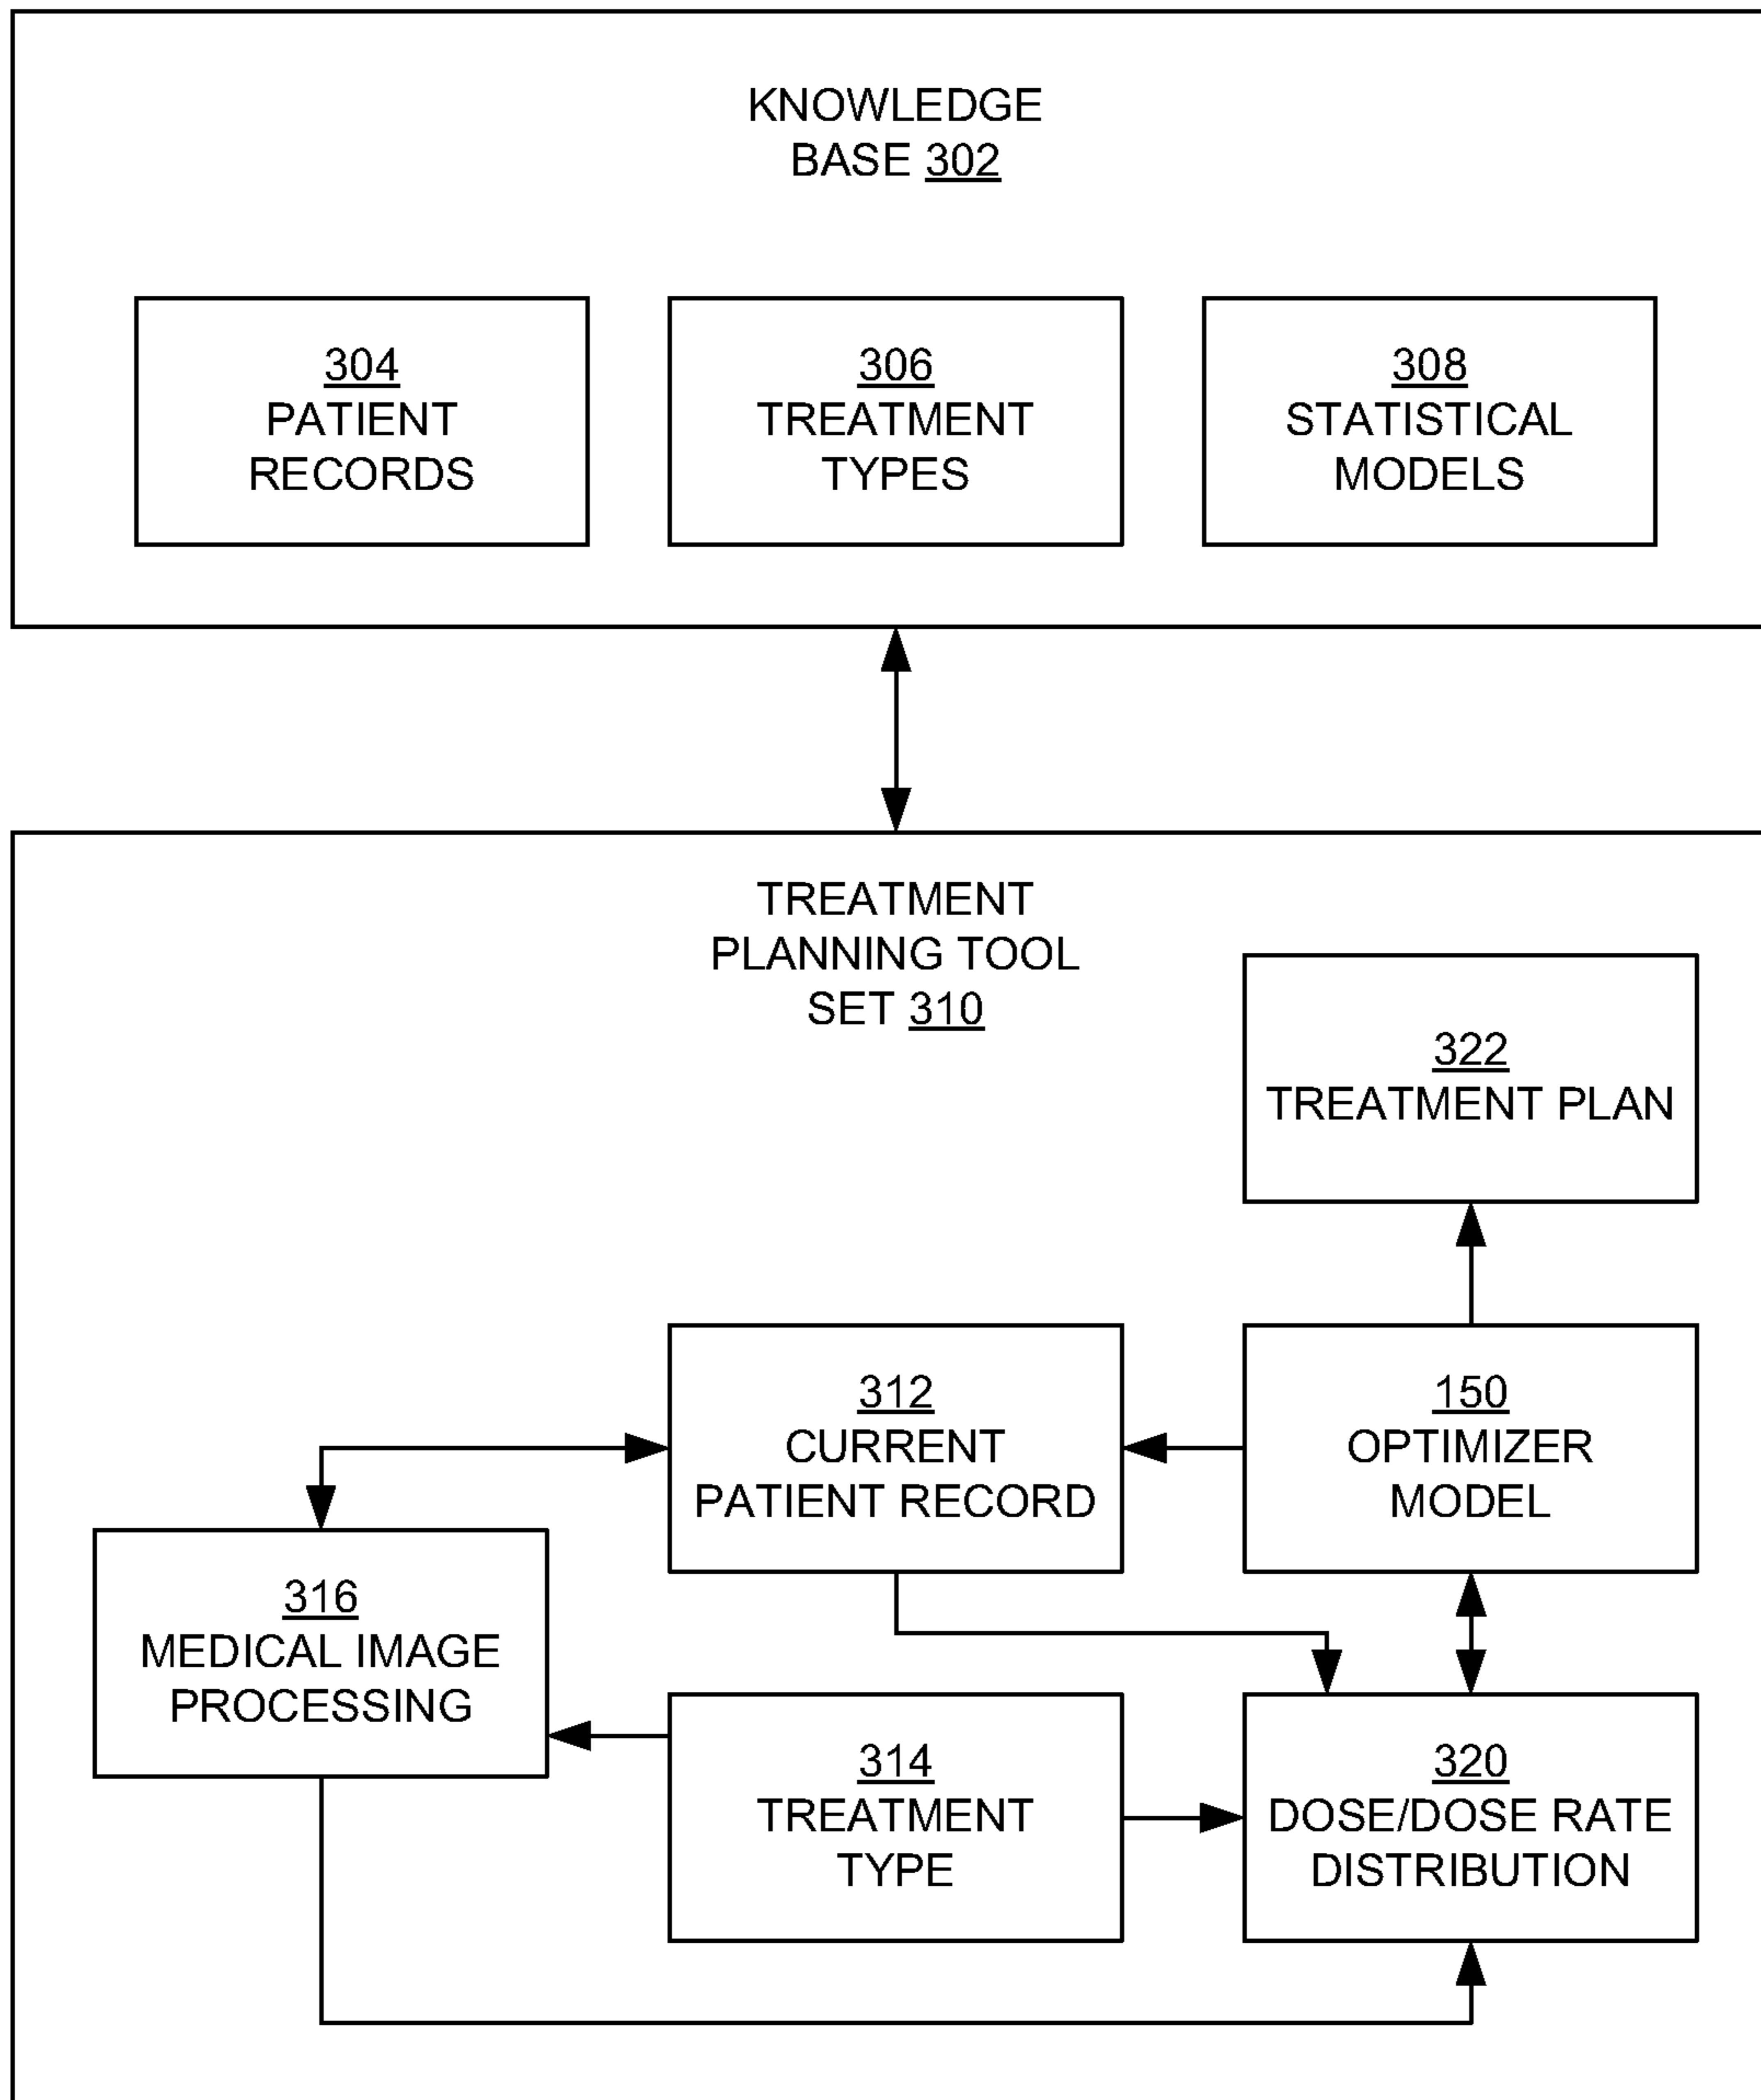 KNOWLEDGE
BASE 302
304
PATIENT
RECORDS
306
TREATMENT
TYPES
308
STATISTICAL
MODELS
TREATMENT
PLANNING TOOL
SET 310
322
TREATMENT PLAN
312
CURRENT
PATIENT RECORD
150
OPTIMIZER
MODEL
316
MEDICAL IMAGE
PROCESSING
314
TREATMENT
TYPE
320
DOSE/DOSE RATE
DISTRIBUTION